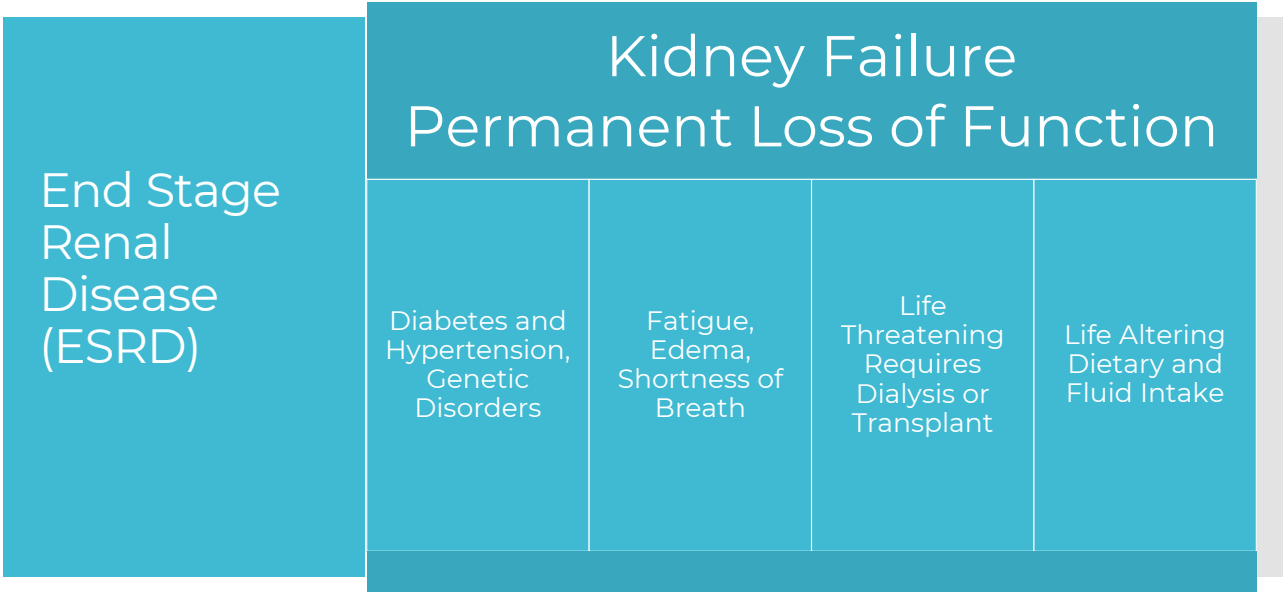 End Stage
Renal
Disease
(ESRD)
Kidney Failure
Permanent Loss of Function
Diabetes and
Hypertension,
Genetic
Disorders
Fatigue,
Edema,
Shortness of
Breath
Life
Threatening
Requires
Dialysis or
Transplant
Life Altering
Dietary and
Fluid Intake